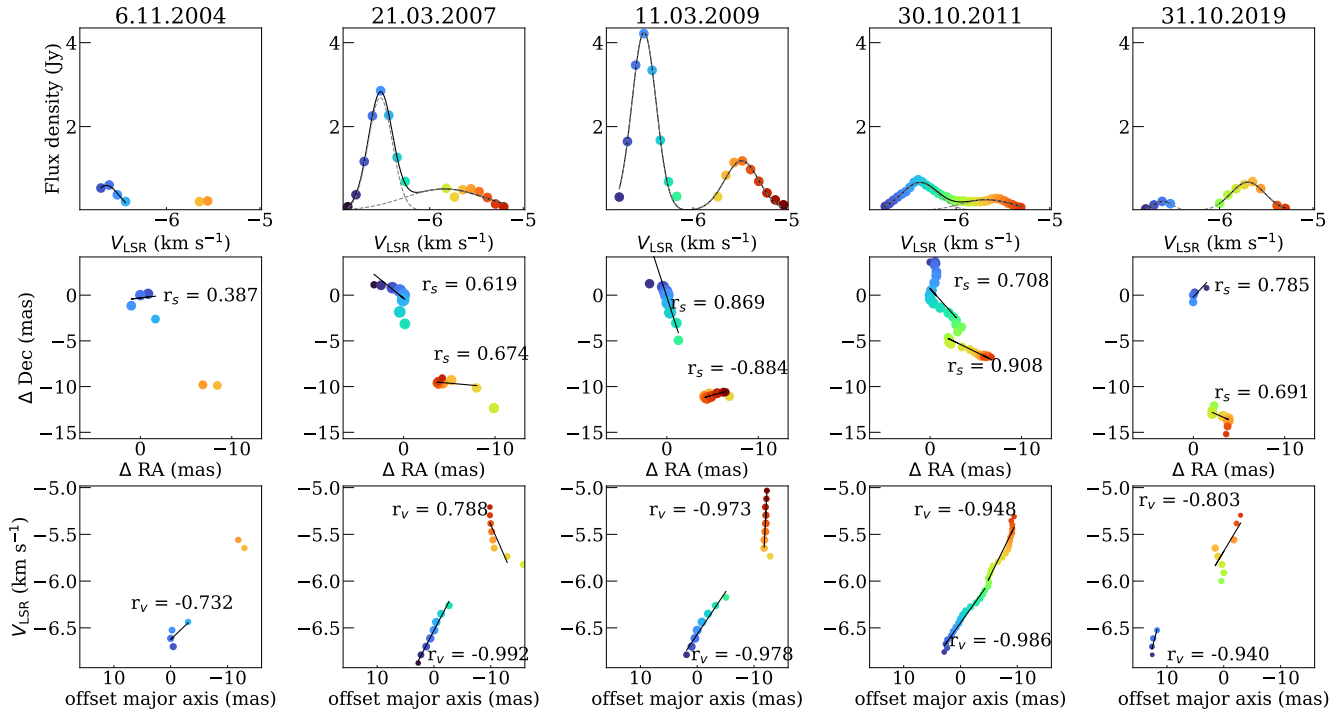 6.11.2004 21.03.2007 11.03.2009 30.10.2011 31.10.2019
Flux density (Jy)
4 4 4 4 4
2 2 2 2 2
−6 −5 −6 −5 −6 −5 −6 −5 −6 −5
V_LSR (km s⁻¹) V_LSR (km s⁻¹) V_LSR (km s⁻¹) V_LSR (km s⁻¹) V_LSR (km s⁻¹)
Δ Dec (mas)
0 0 0 0 0
−5 −5 −5 −5 −5
−10 −10 −10 −10 −10
−15 −15 −15 −15 −15
r_s = 0.387
r_s = 0.619
r_s = 0.674
r_s = 0.869
r_s = -0.884
r_s = 0.708
r_s = 0.908
r_s = 0.785
r_s = 0.691
0 −10 0 −10 0 −10 0 −10 0 −10
Δ RA (mas) Δ RA (mas) Δ RA (mas) Δ RA (mas) Δ RA (mas)
V_LSR (km s⁻¹)
−5.0 −5.0 −5.0 −5.0 −5.0
−5.5 −5.5 −5.5 −5.5 −5.5
−6.0 −6.0 −6.0 −6.0 −6.0
−6.5 −6.5 −6.5 −6.5 −6.5
r_v = -0.732
r_v = 0.788
r_v = -0.992
r_v = -0.973
r_v = -0.978
r_v = -0.948
r_v = -0.986
r_v = -0.803
r_v = -0.940
10 0 −10 10 0 −10 10 0 −10 10 0 −10 10 0 −10
offset major axis (mas) offset major axis (mas) offset major axis (mas) offset major axis (mas) offset major axis (mas)